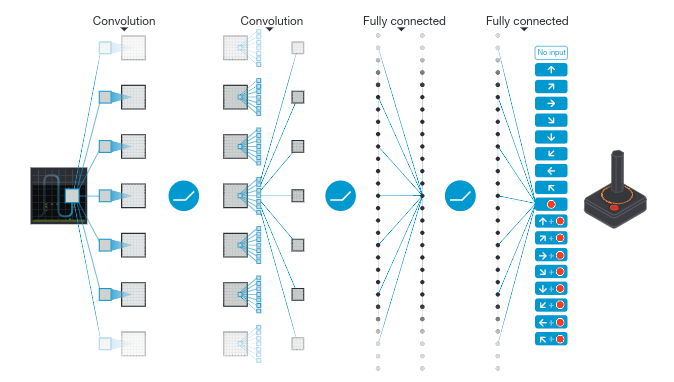 Convolution
Convolution
Fully connected
Fully connected
No input